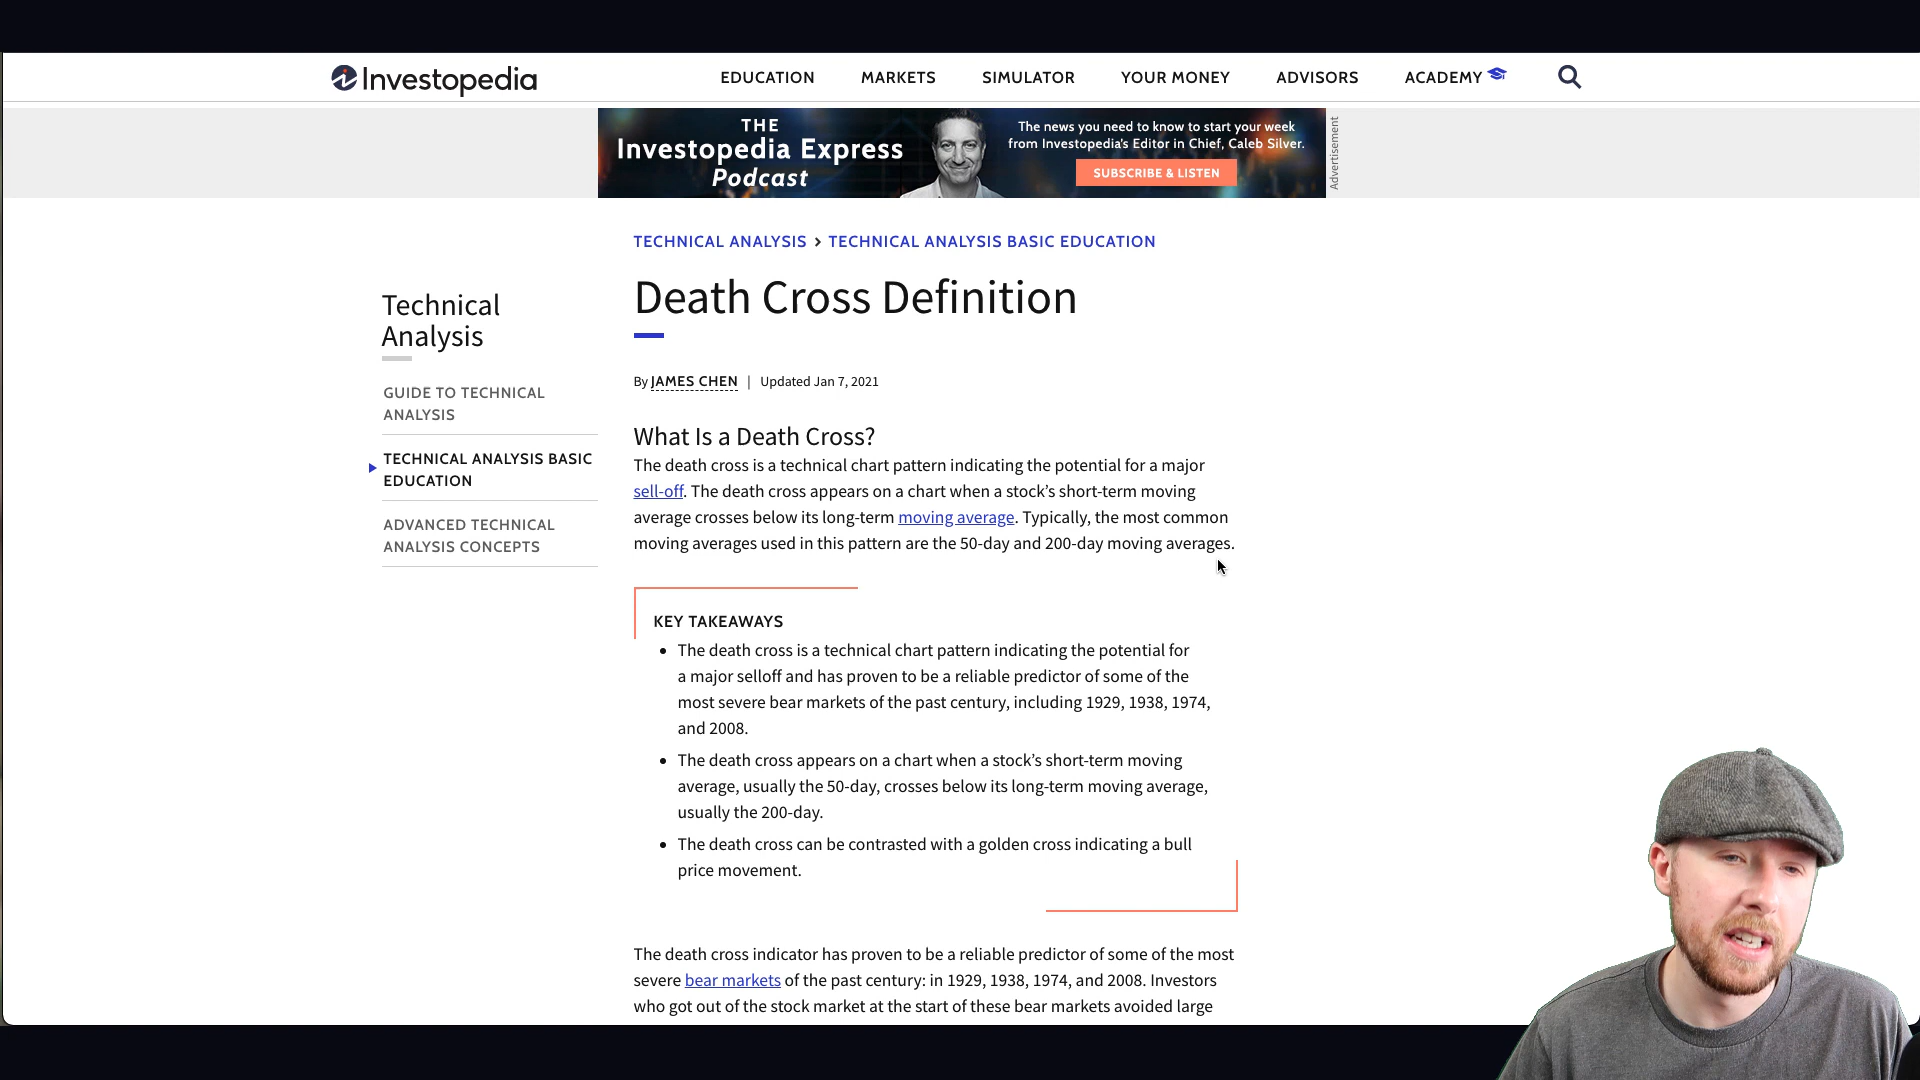 Investopedia
EDUCATION MARKETS SIMULATOR YOUR MONEY ADVISORS ACADEMY
THE
Investopedia Express
Podcast
The news you need to know to start your week
from Investopedia's Editor in Chief, Caleb Silver.
SUBSCRIBE & LISTEN
Advertisement
TECHNICAL ANALYSIS > TECHNICAL ANALYSIS BASIC EDUCATION
Technical
Analysis
GUIDE TO TECHNICAL
ANALYSIS
TECHNICAL ANALYSIS BASIC
EDUCATION
ADVANCED TECHNICAL
ANALYSIS CONCEPTS
Death Cross Definition
By JAMES CHEN | Updated Jan 7, 2021
What Is a Death Cross?
The death cross is a technical chart pattern indicating the potential for a major
sell-off. The death cross appears on a chart when a stock’s short-term moving
average crosses below its long-term moving average. Typically, the most common
moving averages used in this pattern are the 50-day and 200-day moving averages.
KEY TAKEAWAYS
• The death cross is a technical chart pattern indicating the potential for
a major selloff and has proven to be a reliable predictor of some of the
most severe bear markets of the past century, including 1929, 1938, 1974,
and 2008.
• The death cross appears on a chart when a stock’s short-term moving
average, usually the 50-day, crosses below its long-term moving average,
usually the 200-day.
• The death cross can be contrasted with a golden cross indicating a bull
price movement.
The death cross indicator has proven to be a reliable predictor of some of the most
severe bear markets of the past century: in 1929, 1938, 1974, and 2008. Investors
who got out of the stock market at the start of these bear markets avoided large